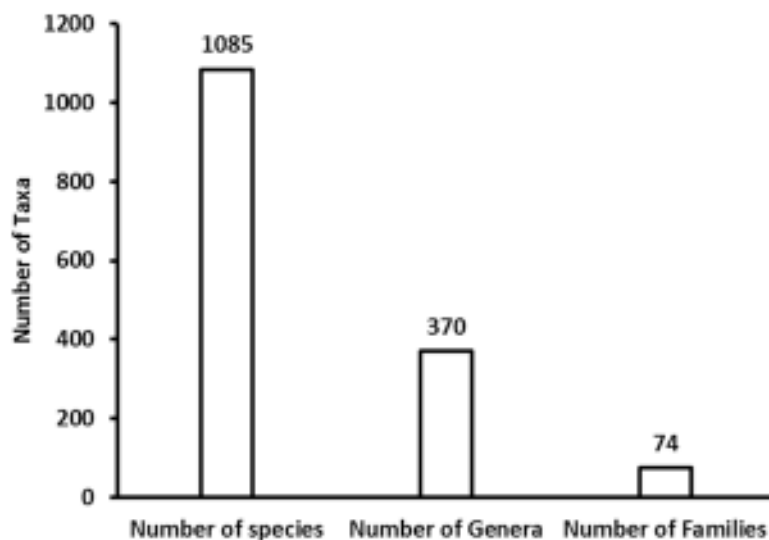 1200
1085
1000
800
600
400
370
200
74
0
Number of Taxa
Number of species
Number of Genera
Number of Families